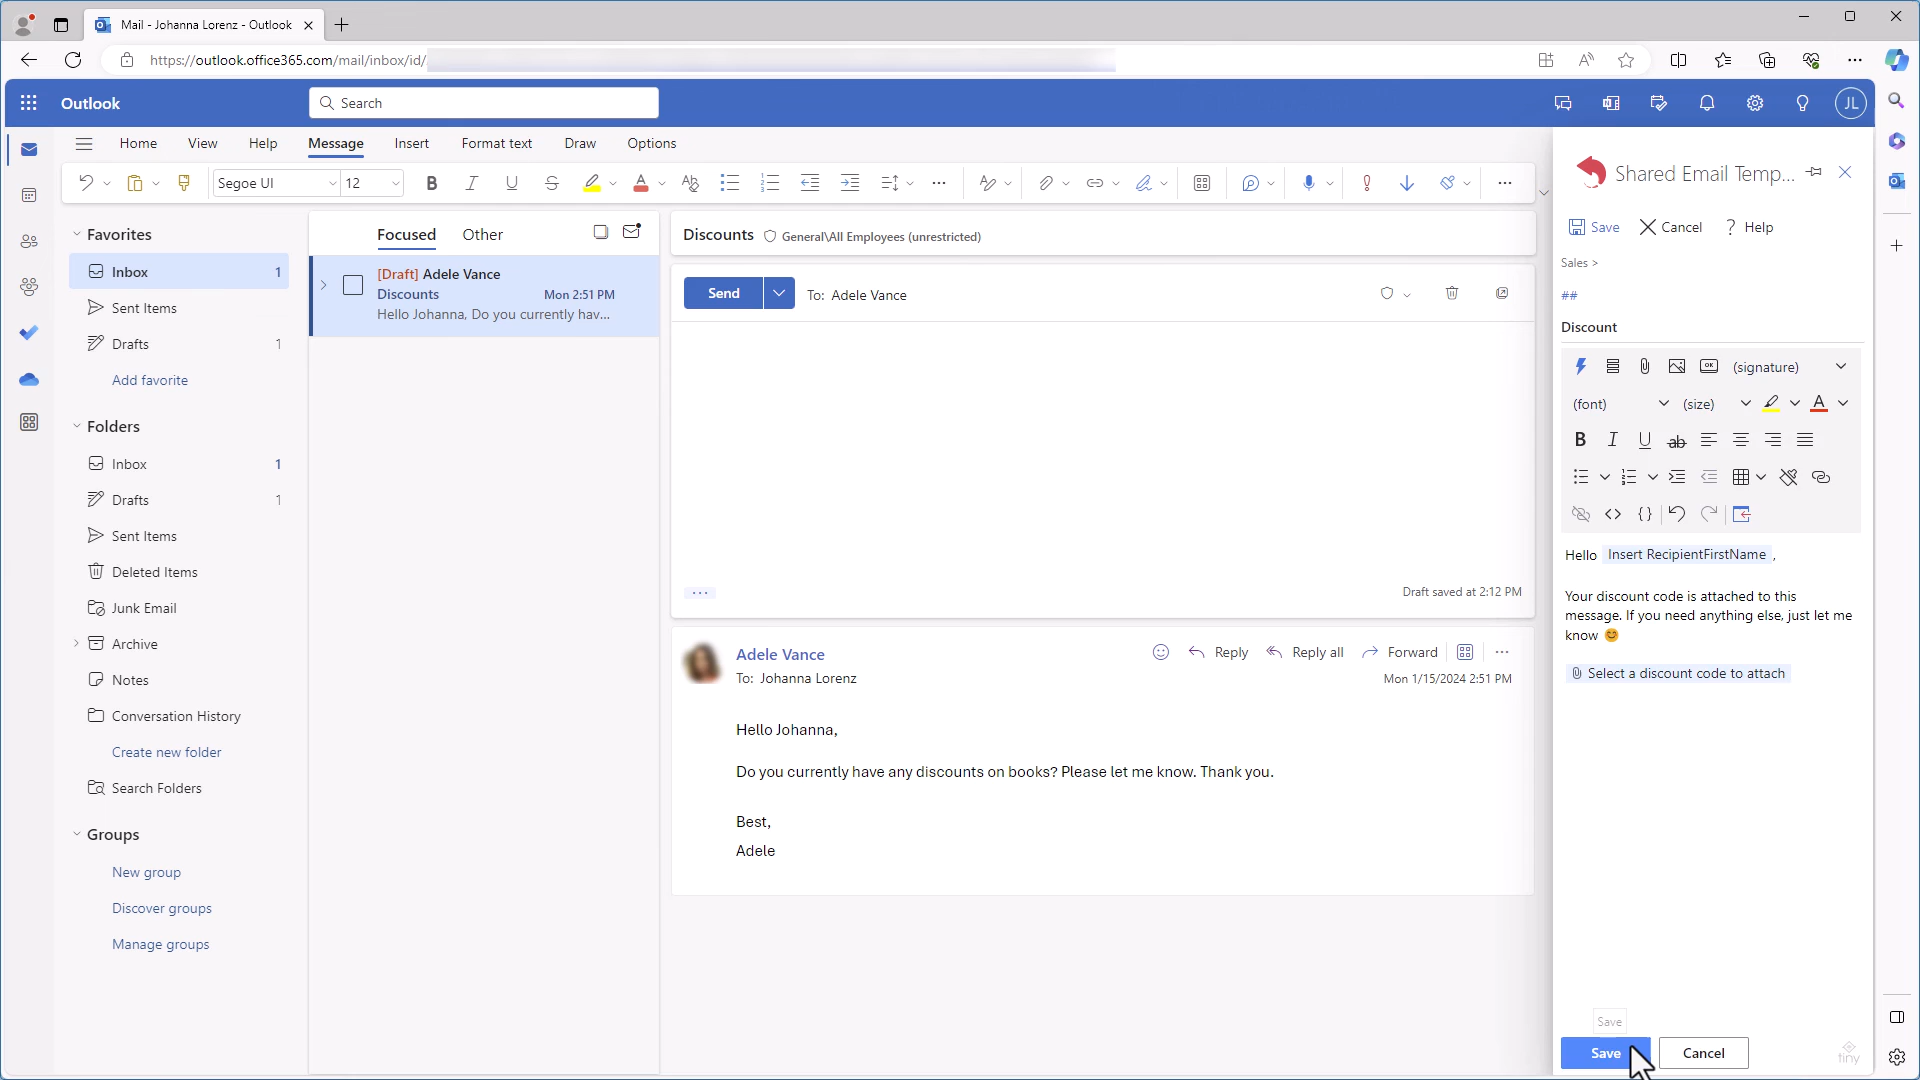 Mail - Johanna Lorenz - Outlook
https://outlook.office365.com/mail/inbox/id/
Outlook
Search
JL
Home View Help Message Insert Format text Draw Options
Segoe UI 12
Favorites
Inbox 1
Sent Items
Drafts 1
Add favorite
Folders
Inbox 1
Drafts 1
Sent Items
Deleted Items
Junk Email
Archive
Notes
Conversation History
Create new folder
Search Folders
Groups
New group
Discover groups
Manage groups
Focused Other
[Draft] Adele Vance
Discounts Mon 2:51 PM
Hello Johanna, Do you currently hav...
Discounts General\All Employees (unrestricted)
Send To: Adele Vance
Draft saved at 2:12 PM
Adele Vance
Reply Reply all Forward
To: Johanna Lorenz
Mon 1/15/2024 2:51 PM
Hello Johanna,
Do you currently have any discounts on books? Please let me know. Thank you.
Best,
Adele
Shared Email Temp...
Save Cancel Help
Sales >
##
Discount
(signature)
(font) (size)
Hello Insert RecipientFirstName ,
Your discount code is attached to this
message. If you need anything else, just let me
know 😊
Select a discount code to attach
Save
Save Cancel
tiny